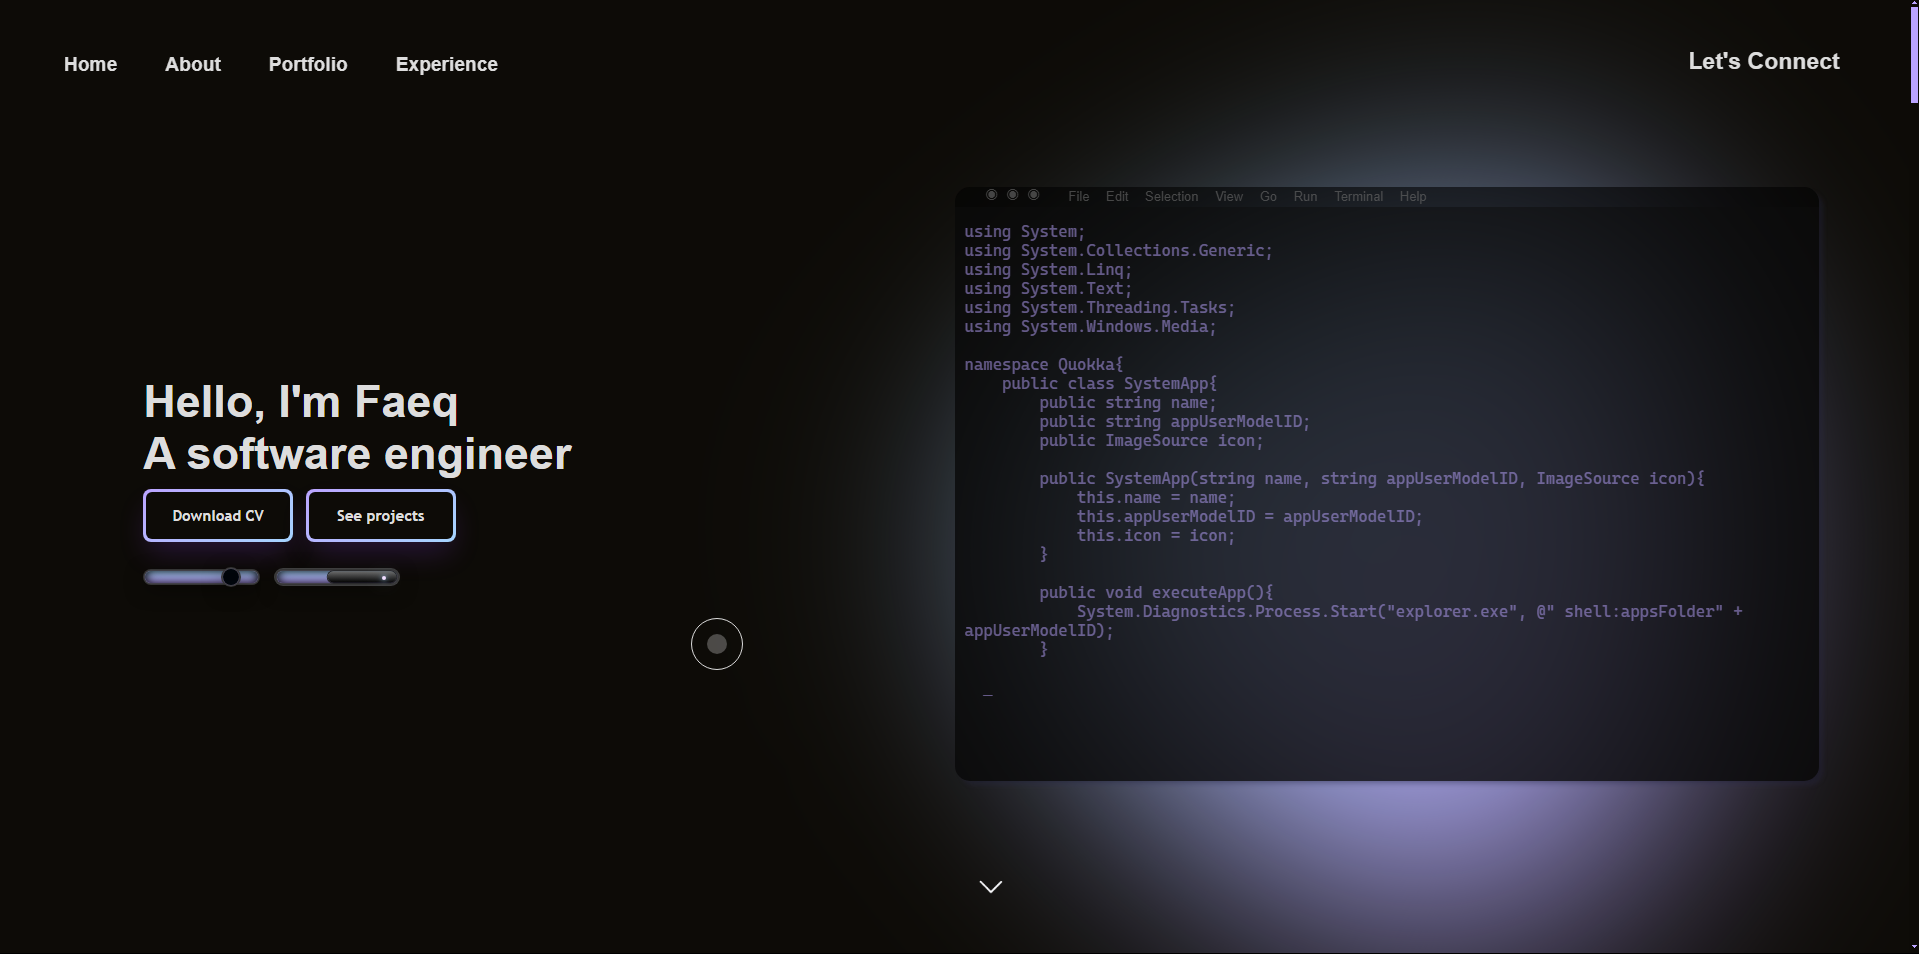 Home About Portfolio Experience
Let's Connect
Hello, I'm Faeq
A software engineer
Download CV See projects
File Edit Selection View Go Run Terminal Help
using System;
using System.Collections.Generic;
using System.Linq;
using System.Text;
using System.Threading.Tasks;
using System.Windows.Media;
namespace Quokka{
    public class SystemApp{
        public string name;
        public string appUserModelID;
        public ImageSource icon;
        public SystemApp(string name, string appUserModelID, ImageSource icon){
            this.name = name;
            this.appUserModelID = appUserModelID;
            this.icon = icon;
        }
        public void executeApp(){
            System.Diagnostics.Process.Start("explorer.exe", @" shell:appsFolder" +
appUserModelID);
        }
_